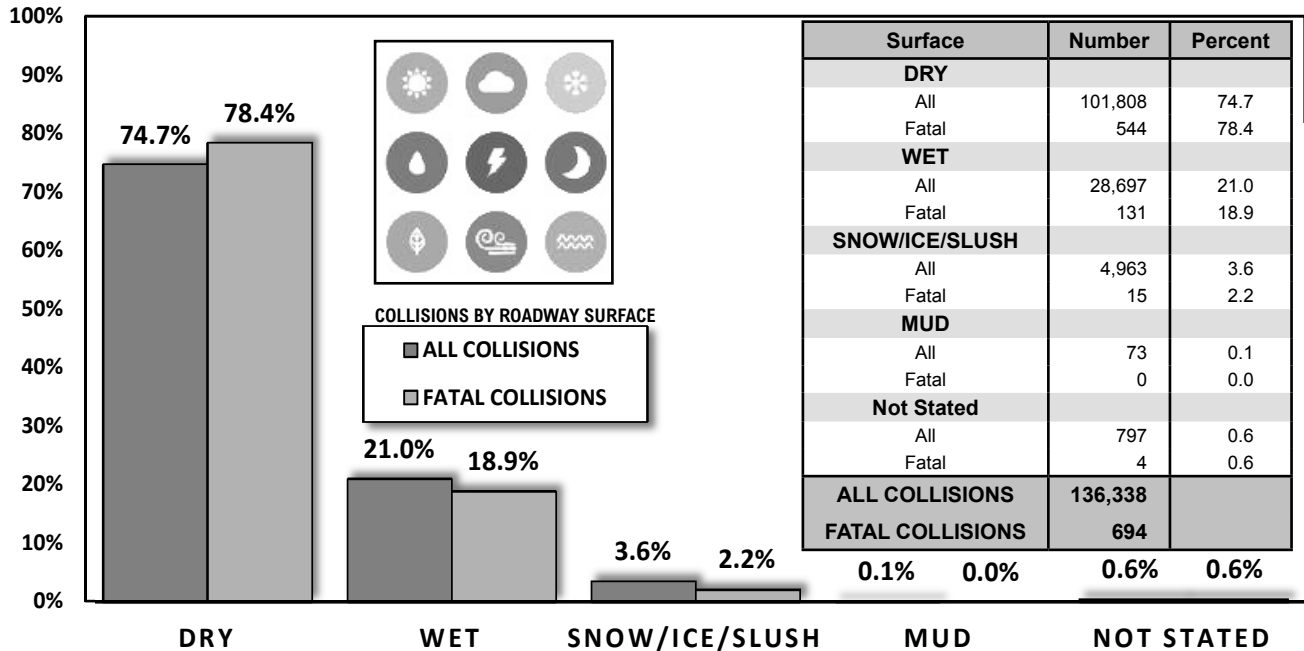 100%
90%
80%
70%
60%
50%
40%
30%
20%
10%
0%
74.7%
78.4%
21.0%
18.9%
3.6%
2.2%
0.1%
0.0%
0.6%
0.6%
DRY
WET
SNOW/ICE/SLUSH
MUD
NOT STATED
COLLISIONS BY ROADWAY SURFACE
ALL COLLISIONS
FATAL COLLISIONS
Surface Number Percent
DRY
All 101,808 74.7
Fatal 544 78.4
WET
All 28,697 21.0
Fatal 131 18.9
SNOW/ICE/SLUSH
All 4,963 3.6
Fatal 15 2.2
MUD
All 73 0.1
Fatal 0 0.0
Not Stated
All 797 0.6
Fatal 4 0.6
ALL COLLISIONS 136,338
FATAL COLLISIONS 694